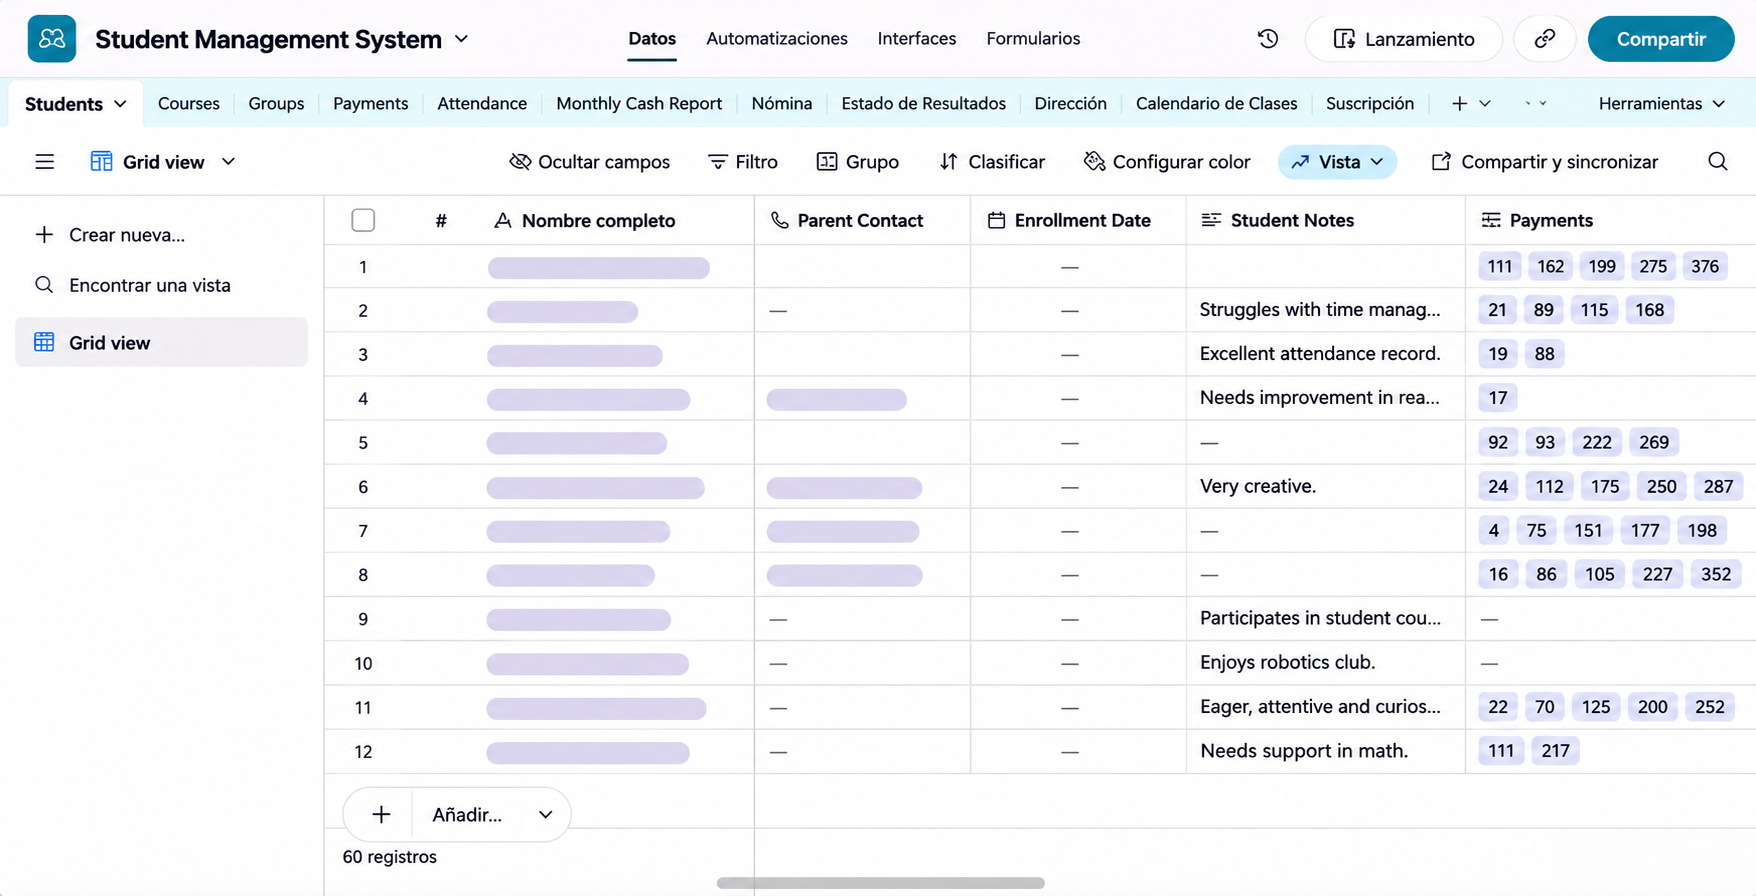 Student Management System
Datos Automatizaciones Interfaces Formularios
Lanzamiento
Compartir
Students Courses Groups Payments Attendance Monthly Cash Report Nómina Estado de Resultados Dirección Calendario de Clases Suscripción + Herramientas
Grid view
Ocultar campos Filtro Grupo Clasificar Configurar color Vista Compartir y sincronizar
+ Crear nueva...
Encontrar una vista
Grid view
# Nombre completo Parent Contact Enrollment Date Student Notes Payments
1 — 111 162 199 275 376
2 — — Struggles with time manag... 21 89 115 168
3 — Excellent attendance record. 19 88
4 — Needs improvement in rea... 17
5 — — 92 93 222 269
6 — Very creative. 24 112 175 250 287
7 — — 4 75 151 177 198
8 — — 16 86 105 227 352
9 — — Participates in student cou... —
10 — — Enjoys robotics club. —
11 — — Eager, attentive and curios... 22 70 125 200 252
12 — — Needs support in math. 111 217
+ Añadir...
60 registros